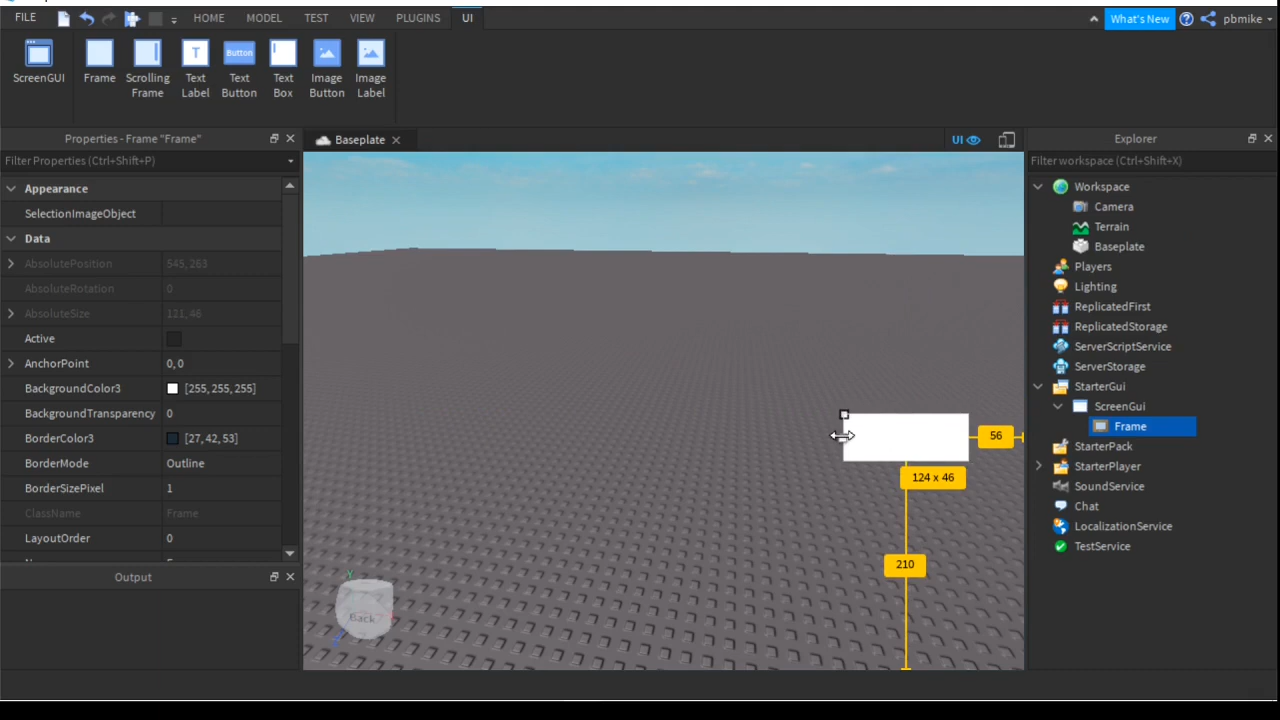 FILE HOME MODEL TEST VIEW PLUGINS UI What's New pbmike
ScreenGUI
Frame
Scrolling
Frame
Text
Label
Button
Text
Button
Text
Box
Image
Button
Image
Label
Properties - Frame "Frame"
Filter Properties (Ctrl+Shift+P)
Appearance
SelectionImageObject
Data
AbsolutePosition 545, 263
AbsoluteRotation 0
AbsoluteSize 121, 46
Active
AnchorPoint 0, 0
BackgroundColor3 [255, 255, 255]
BackgroundTransparency 0
BorderColor3 [27, 42, 53]
BorderMode Outline
BorderSizePixel 1
ClassName Frame
LayoutOrder 0
Output
Baseplate
UI
56
124 x 46
210
Back
Explorer
Filter workspace (Ctrl+Shift+X)
Workspace
Camera
Terrain
Baseplate
Players
Lighting
ReplicatedFirst
ReplicatedStorage
ServerScriptService
ServerStorage
StarterGui
ScreenGui
Frame
StarterPack
StarterPlayer
SoundService
Chat
LocalizationService
TestService